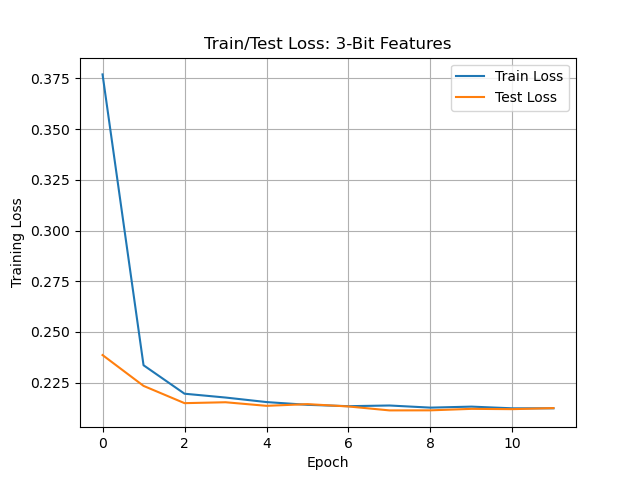 Train/Test Loss: 3-Bit Features
Train Loss
Test Loss
0.375
0.350
0.325
0.300
0.275
0.250
0.225
Training Loss
0 2 4 6 8 10
Epoch